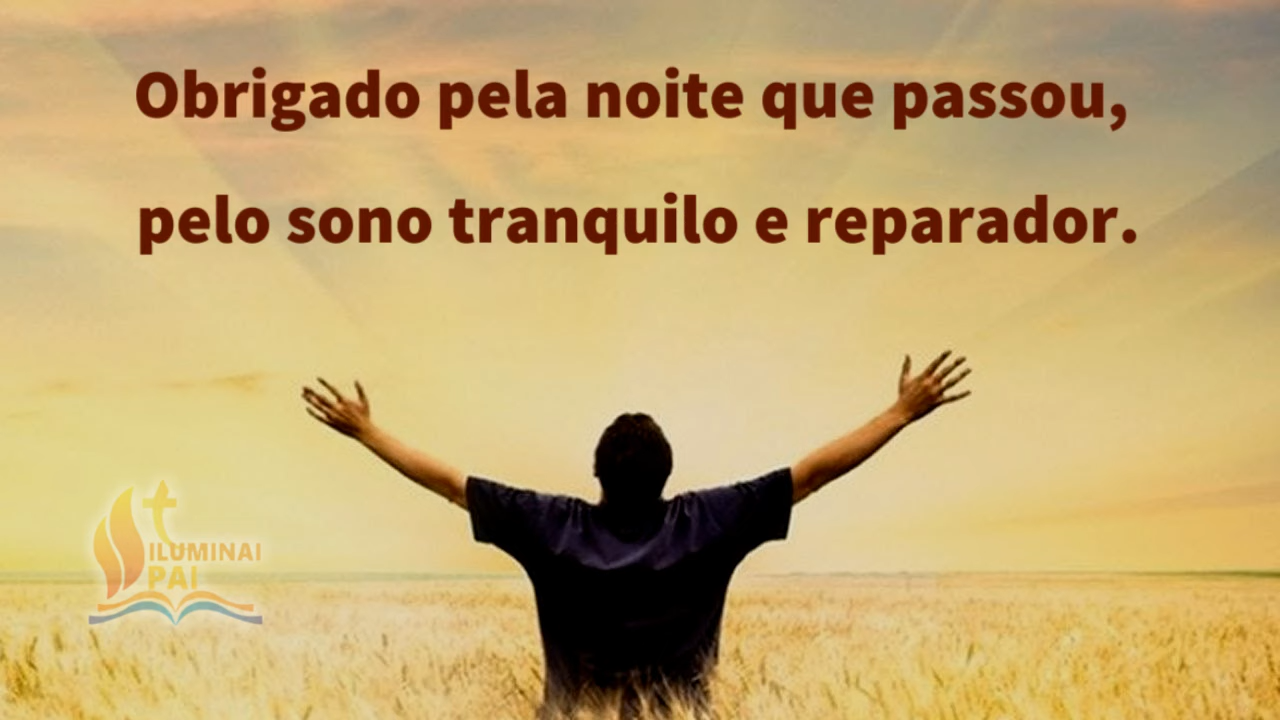 Obrigado pela noite que passou,
pelo sono tranquilo e reparador.
ILUMINAI
PAI